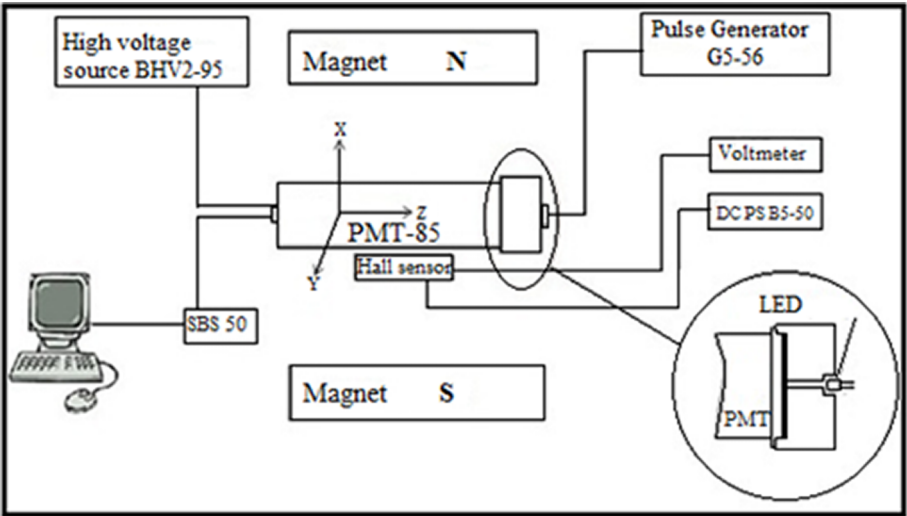 High voltage
source BHV2-95
Magnet N
Pulse Generator
G5-56
X
Voltmeter
Z
DC PS B5-50
PMT-85
Hall sensor
Y
LED
SBS 50
Magnet S
PMT